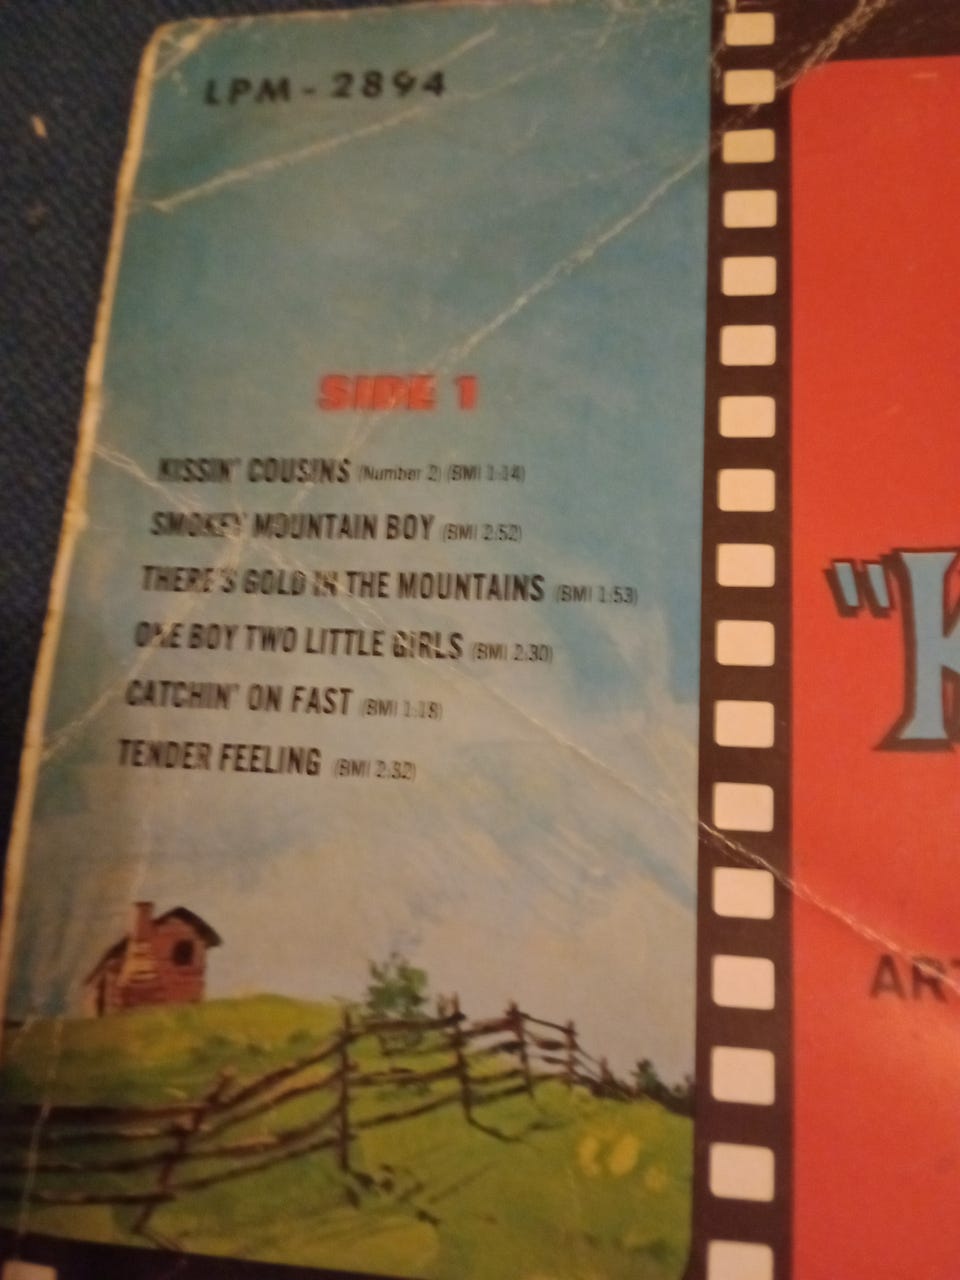 LPM-2894
SIDE 1
KISSIN' COUSINS (Number 2) (BMI 1:14)
SMOKEY MOUNTAIN BOY (BMI 2:52)
THERE'S GOLD IN THE MOUNTAINS (BMI 1:53)
ONE BOY TWO LITTLE GIRLS (BMI 2:30)
CATCHIN' ON FAST (BMI 1:18)
TENDER FEELING (BMI 2:32)
"K
ART